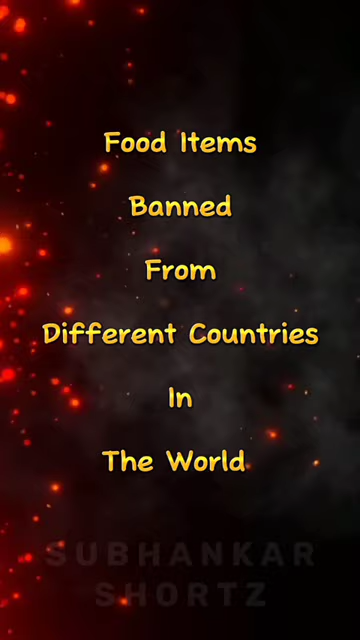 Food Items
Banned
From
Different Countries
In
The World
SUBHANKAR
SHORTZ